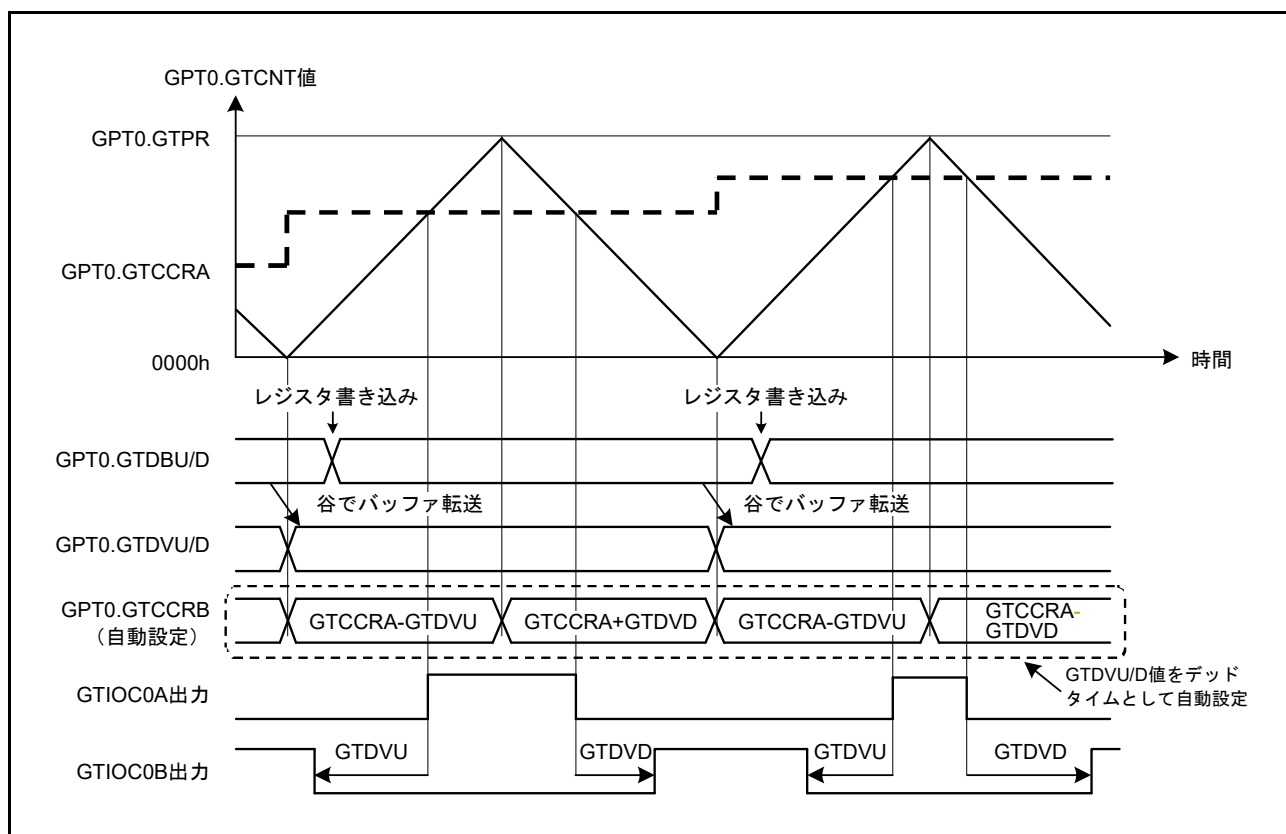 GPT0.GTCNT値
GPT0.GTPR
GPT0.GTCCRA
0000h
時間
レジスタ書き込み
レジスタ書き込み
GPT0.GTDBU/D
谷でバッファ転送
谷でバッファ転送
GPT0.GTDVU/D
GPT0.GTCCRB
（自動設定）
GTCCRA-GTDVU
GTCCRA+GTDVD
GTCCRA-GTDVU
GTCCRA-
GTDVD
GTDVU/D値をデッド
タイムとして自動設定
GTIOC0A出力
GTDVU
GTDVD
GTDVU
GTDVD
GTIOC0B出力